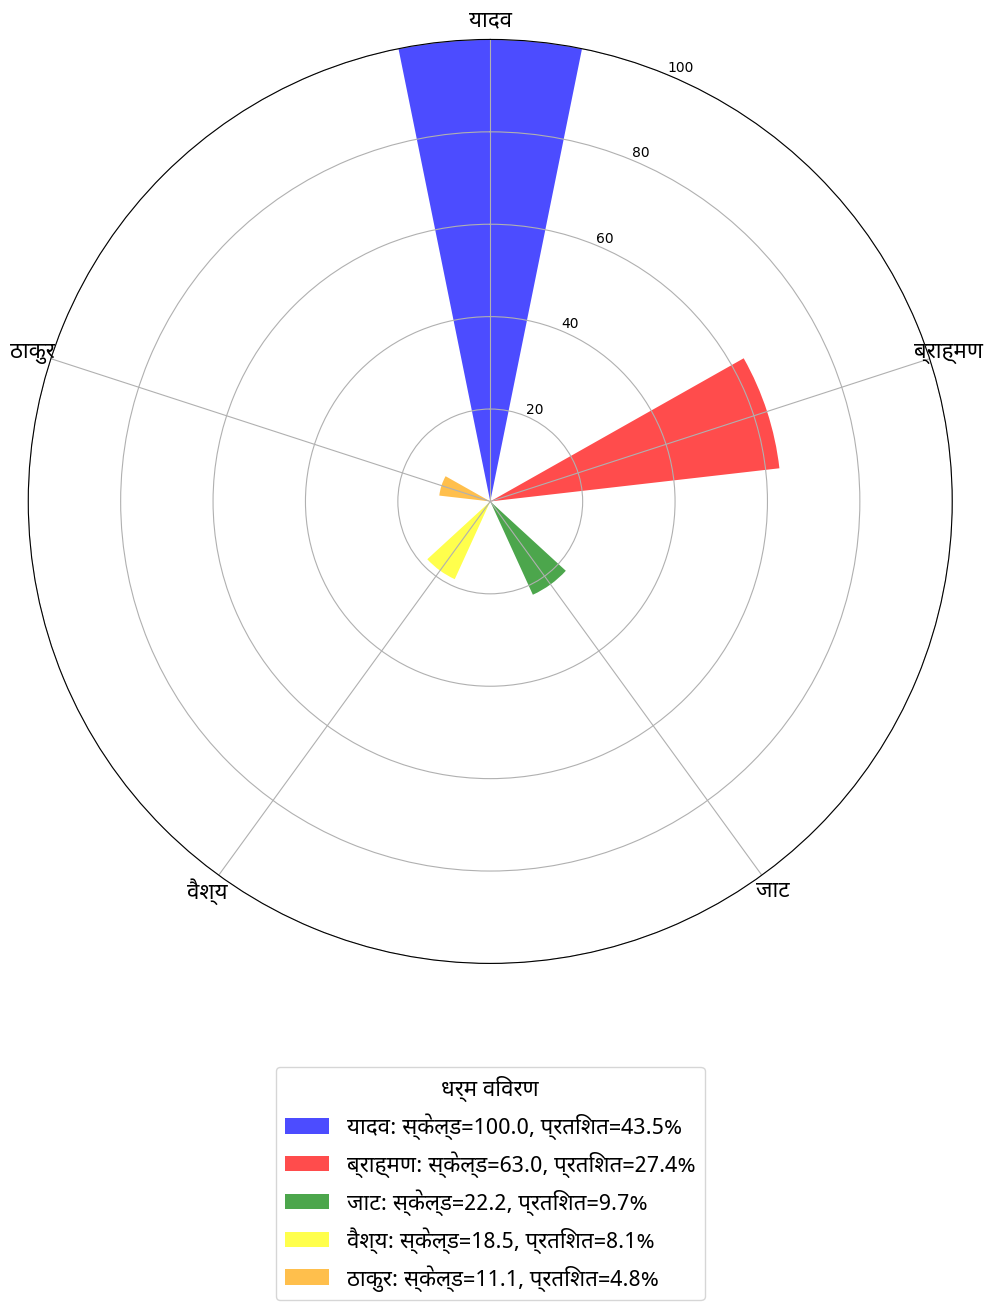 यादव
100
80
60
40
20
ठाकुर
ब्राह्मण
वैश्य
जाट
धर्म विवरण
यादव: स्केल्ड=100.0, प्रतिशत=43.5%
ब्राह्मण: स्केल्ड=63.0, प्रतिशत=27.4%
जाट: स्केल्ड=22.2, प्रतिशत=9.7%
वैश्य: स्केल्ड=18.5, प्रतिशत=8.1%
ठाकुर: स्केल्ड=11.1, प्रतिशत=4.8%